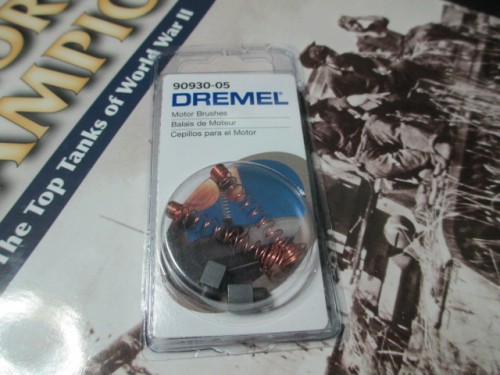 90930-05
DREMEL
Motor Brushes
Balais de Moteur
Cepillos para el Motor
The Top Tanks of World War II